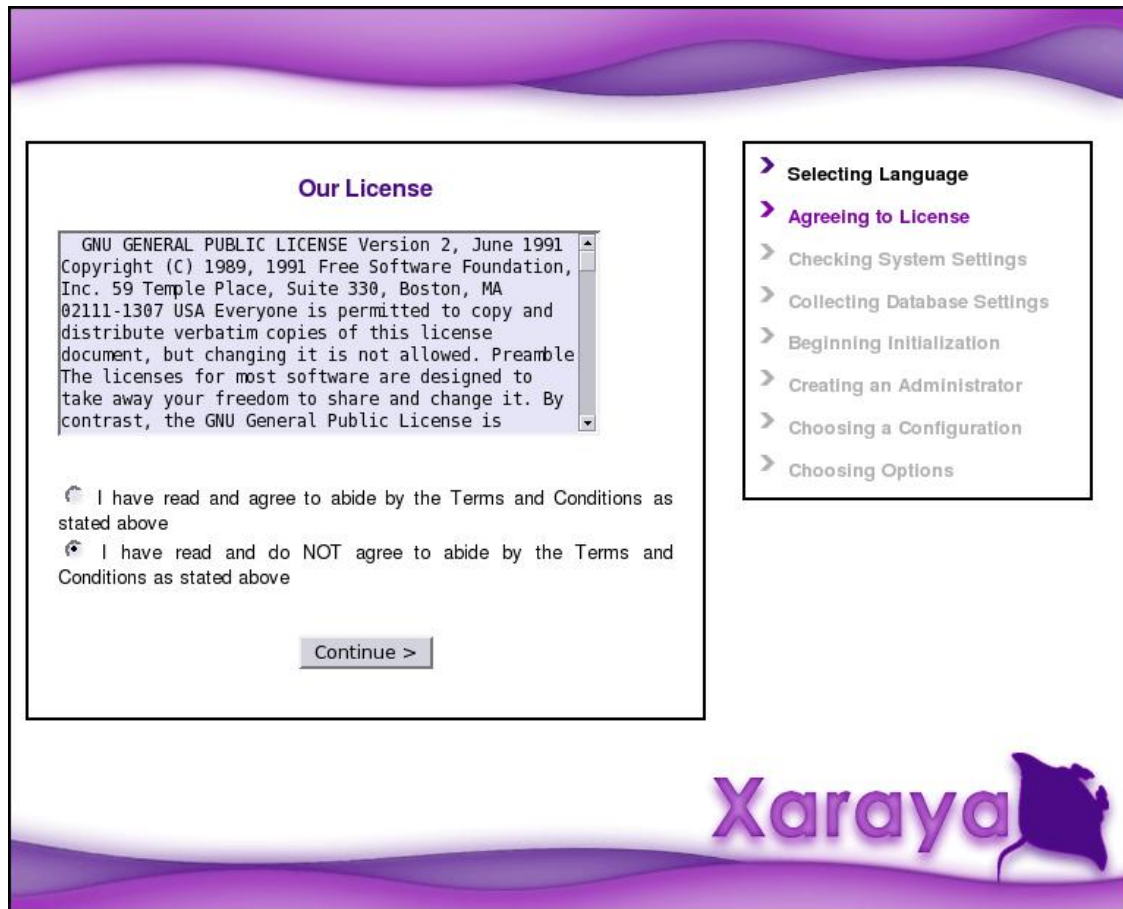 Our License
GNU GENERAL PUBLIC LICENSE Version 2, June 1991
Copyright (C) 1989, 1991 Free Software Foundation,
Inc. 59 Temple Place, Suite 330, Boston, MA
02111-1307 USA Everyone is permitted to copy and
distribute verbatim copies of this license
document, but changing it is not allowed. Preamble
The licenses for most software are designed to
take away your freedom to share and change it. By
contrast, the GNU General Public License is
I have read and agree to abide by the Terms and Conditions as
stated above
I have read and do NOT agree to abide by the Terms and
Conditions as stated above
Continue >
Selecting Language
Agreeing to License
Checking System Settings
Collecting Database Settings
Beginning Initialization
Creating an Administrator
Choosing a Configuration
Choosing Options
Xaraya